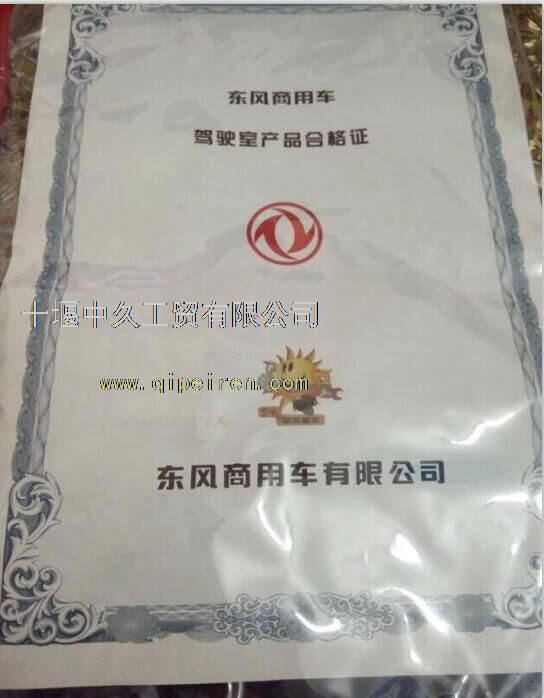 东风商用车
驾驶室产品合格证
十堰中久工贸有限公司
www.qipeiren.com
东风商用车有限公司